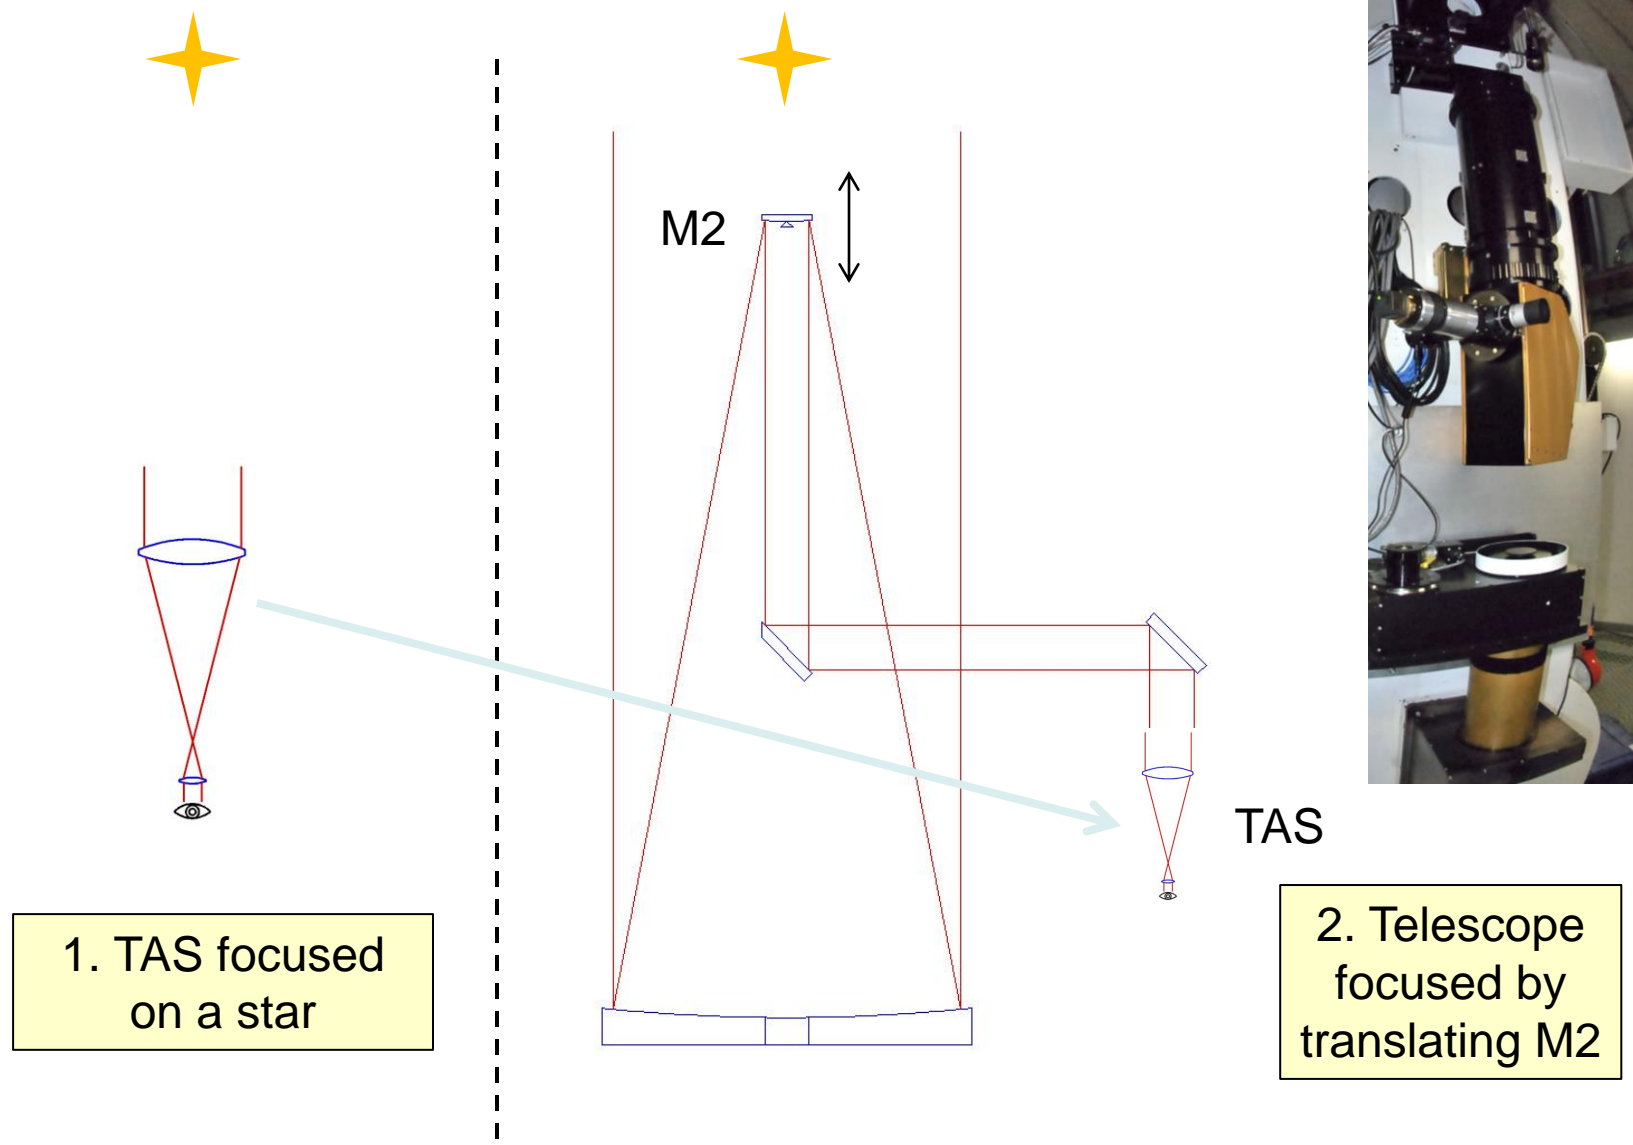 M2
TAS
1. TAS focused
on a star
2. Telescope
focused by
translating M2